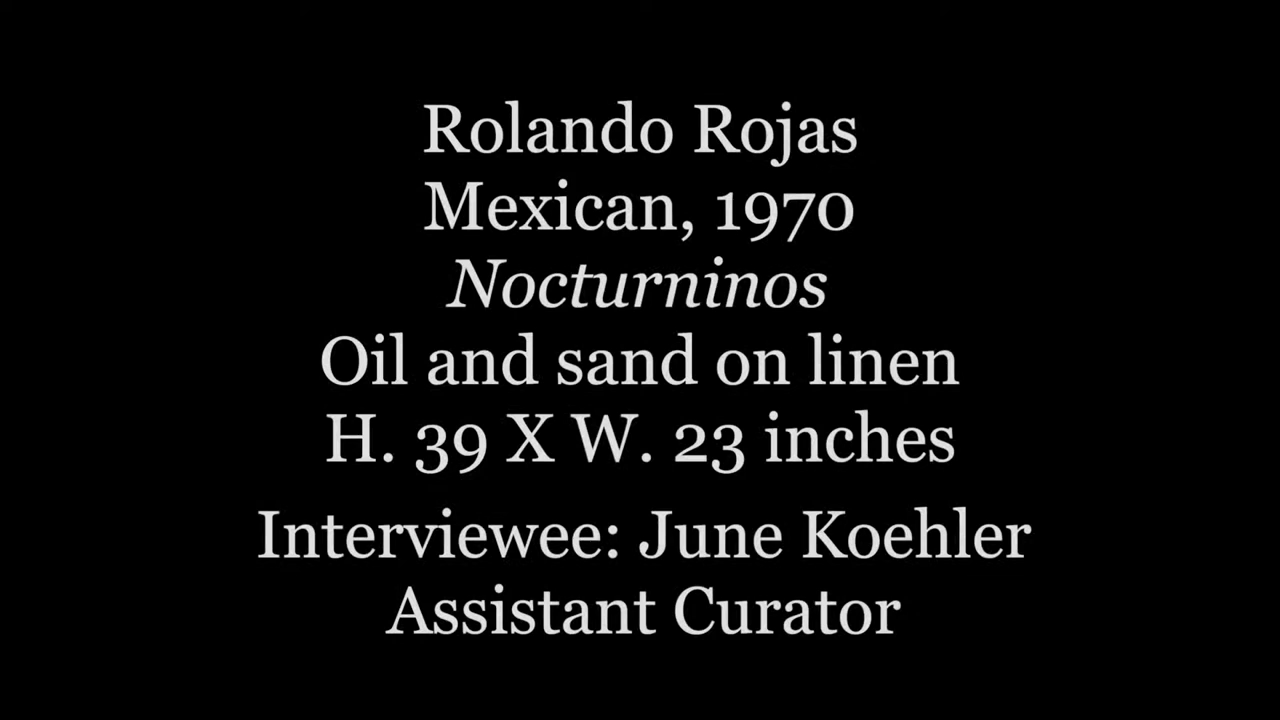 Rolando Rojas
Mexican, 1970
Nocturninos
Oil and sand on linen
H. 39 X W. 23 inches
Interviewee: June Koehler
Assistant Curator